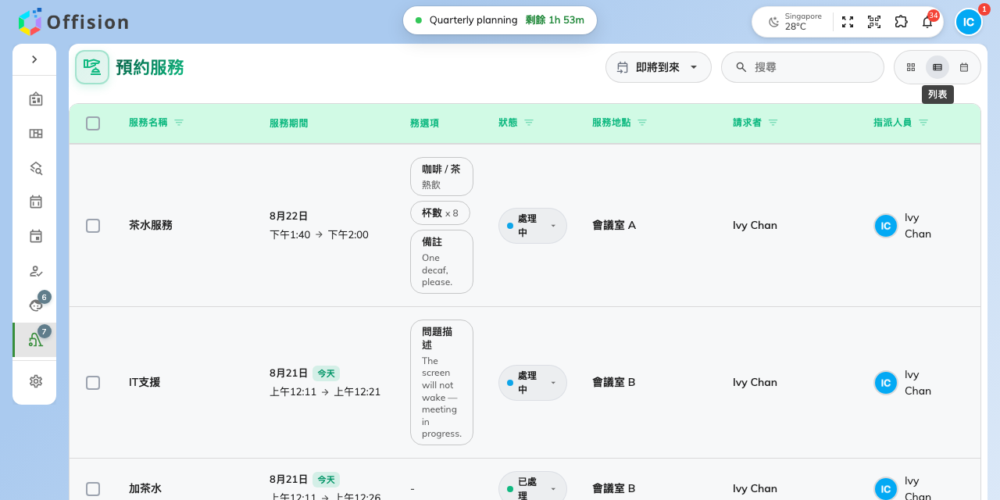 Offision
Quarterly planning 剩餘 1h 53m
Singapore
28°C
34
IC
1
預約服務
即將到來
搜尋
列表
服務名稱
服務期間
務選項
狀態
服務地點
請求者
指派人員
茶水服務
8月22日
下午1:40 → 下午2:00
咖啡 / 茶
熱飲
杯數 x 8
備註
One
decaf,
please.
處理
中
會議室 A
Ivy Chan
IC
Ivy
Chan
6
7
IT支援
8月21日 今天
上午12:11 → 上午12:21
問題描
述
The
screen
will not
wake —
meeting
in
progress.
處理
中
會議室 B
Ivy Chan
IC
Ivy
Chan
加茶水
8月21日 今天
上午12:11 → 上午12:26
-
已處
理
會議室 B
Ivy Chan
IC
Ivy
Chan